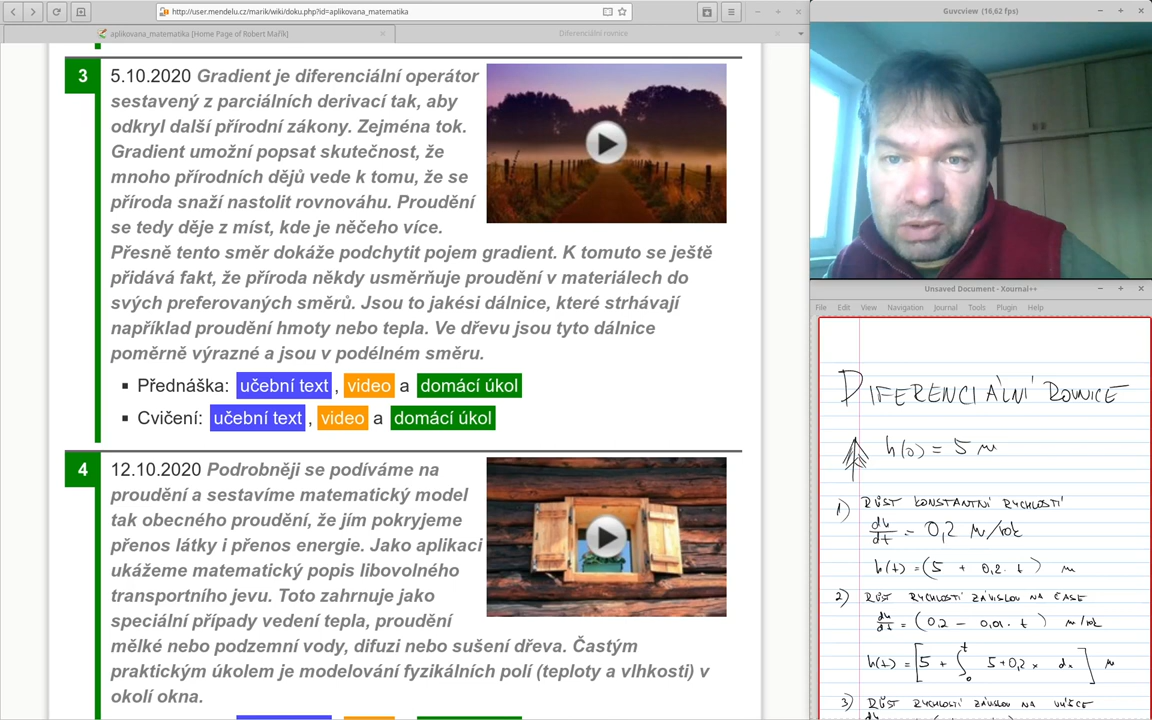 http://user.mendelu.cz/marik/wiki/doku.php?id=aplikovana_matematika
aplikovana_matematika [Home Page of Robert Mařík]
Diferenciální rovnice
3
5.10.2020 Gradient je diferenciální operátor
sestavený z parciálních derivací tak, aby
odkryl další přírodní zákony. Zejména tok.
Gradient umožní popsat skutečnost, že
mnoho přírodních dějů vede k tomu, že se
příroda snaží nastolit rovnováhu. Proudění
se tedy děje z míst, kde je něčeho více.
Přesně tento směr dokáže podchytit pojem gradient. K tomuto se ještě
přidává fakt, že příroda někdy usměrňuje proudění v materiálech do
svých preferovaných směrů. Jsou to jakési dálnice, které strhávají
například proudění hmoty nebo tepla. Ve dřevu jsou tyto dálnice
poměrně výrazné a jsou v podélném směru.
Přednáška: učební text , video a domácí úkol
Cvičení: učební text , video a domácí úkol
4
12.10.2020 Podrobněji se podíváme na
proudění a sestavíme matematický model
tak obecného proudění, že jím pokryjeme
přenos látky i přenos energie. Jako aplikaci
ukážeme matematický popis libovolného
transportního jevu. Toto zahrnuje jako
speciální případy vedení tepla, proudění
mělké nebo podzemní vody, difuzi nebo sušení dřeva. Častým
praktickým úkolem je modelování fyzikálních polí (teploty a vlhkosti) v
okolí okna.
Guvcview (16,62 fps)
Unsaved Document - Xournal++
File Edit View Navigation Journal Tools Plugin Help
DIFERENCIÁLNÍ ROVNICE
h(0) = 5 m
1) RŮST KONSTANTNÍ RYCHLOSTÍ
dh/dt = 0,2 m/rok
h(t) = (5 + 0,2 · t) m
2) RŮST RYCHLOSTÍ ZÁVISLOU NA ČASE
dh/dt = (0,2 - 0,01 · t) m/rok
h(t) = [5 + ∫₀ᵗ 5+0,2x dx] m
3) RŮST RYCHLOSTÍ ZÁVISLOU NA VÝŠCE